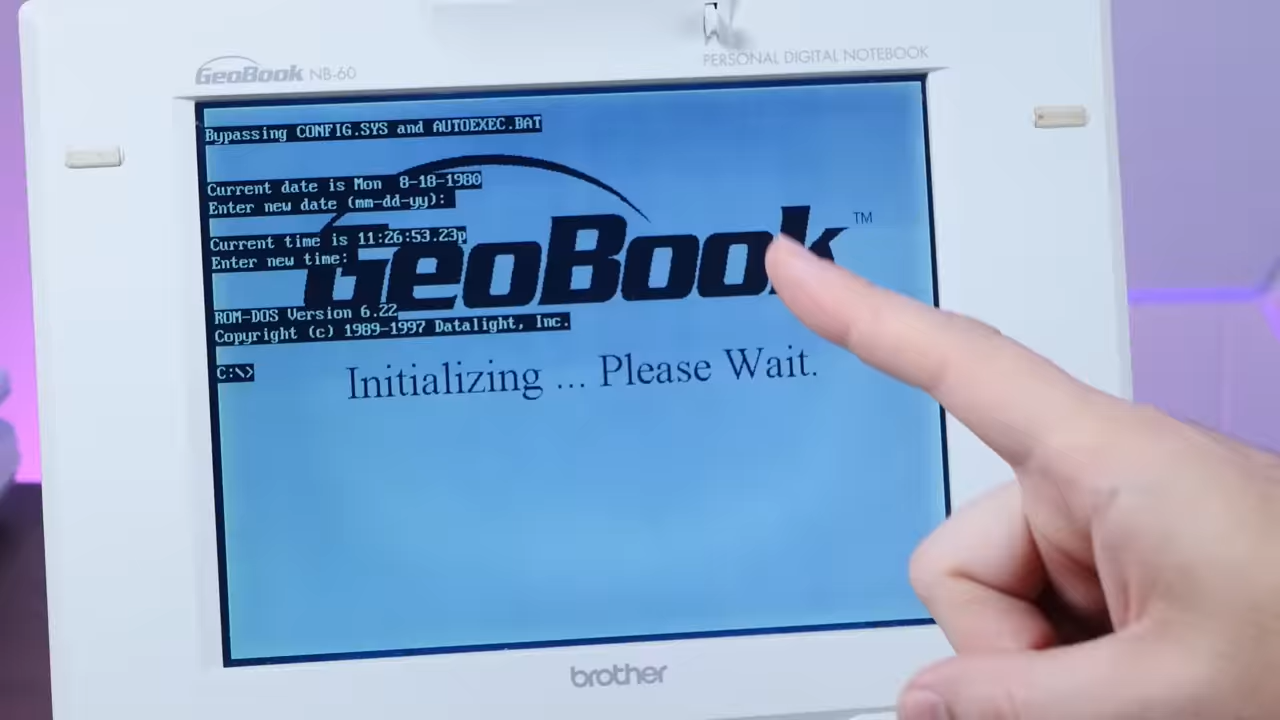 GeoBook NB-60
PERSONAL DIGITAL NOTEBOOK
Bypassing CONFIG.SYS and AUTOEXEC.BAT
Current date is Mon  8-18-1980
Enter new date (mm-dd-yy):
Current time is 11:26:53.23p
Enter new time:
GeoBook™
ROM-DOS Version 6.22
Copyright (c) 1989-1997 Datalight, Inc.
C:\>
Initializing ... Please Wait.
brother